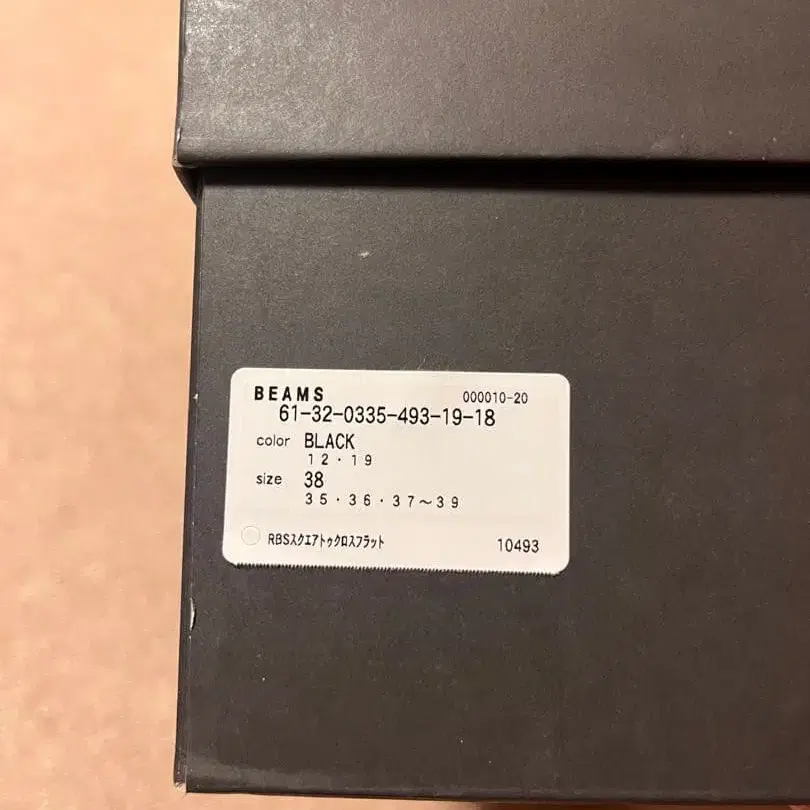 BEAMS 000010-20
61-32-0335-493-19-18
color BLACK
12・19
size 38
35・36・37〜39
RBSスクエアトゥクロスフラット 10493